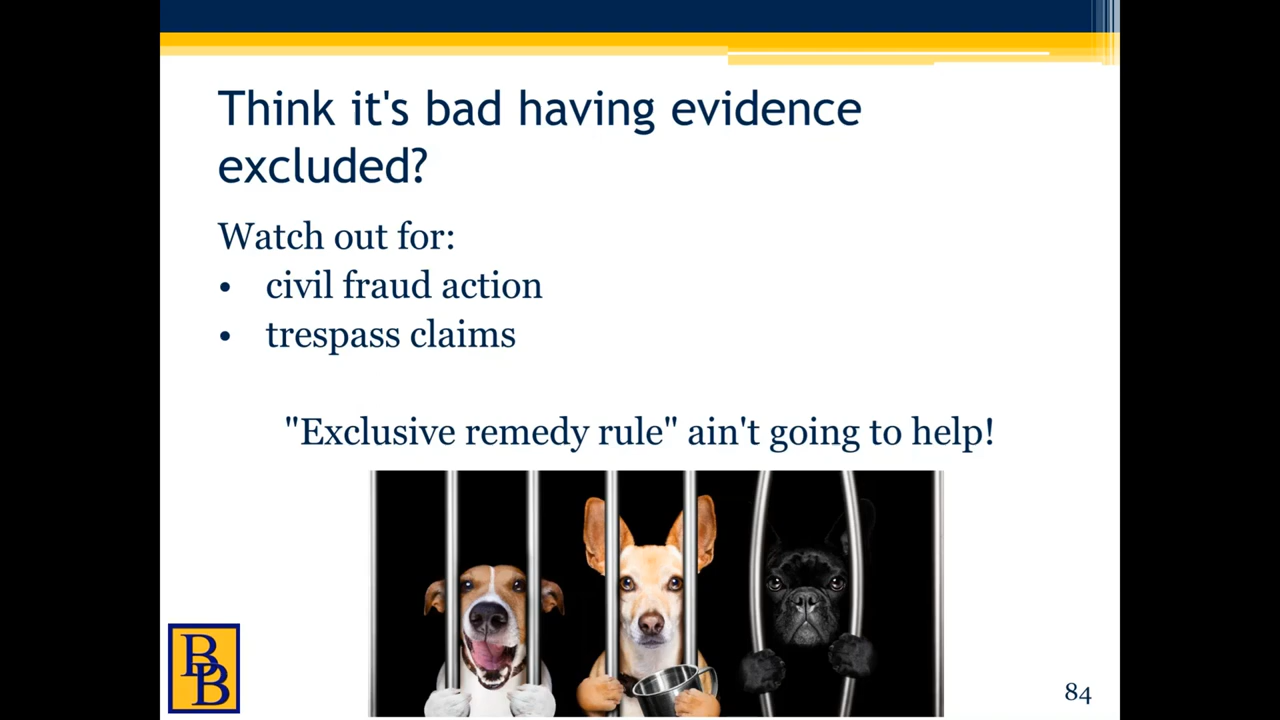 Think it's bad having evidence
excluded?
Watch out for:
• civil fraud action
• trespass claims
"Exclusive remedy rule" ain't going to help!
BB
84